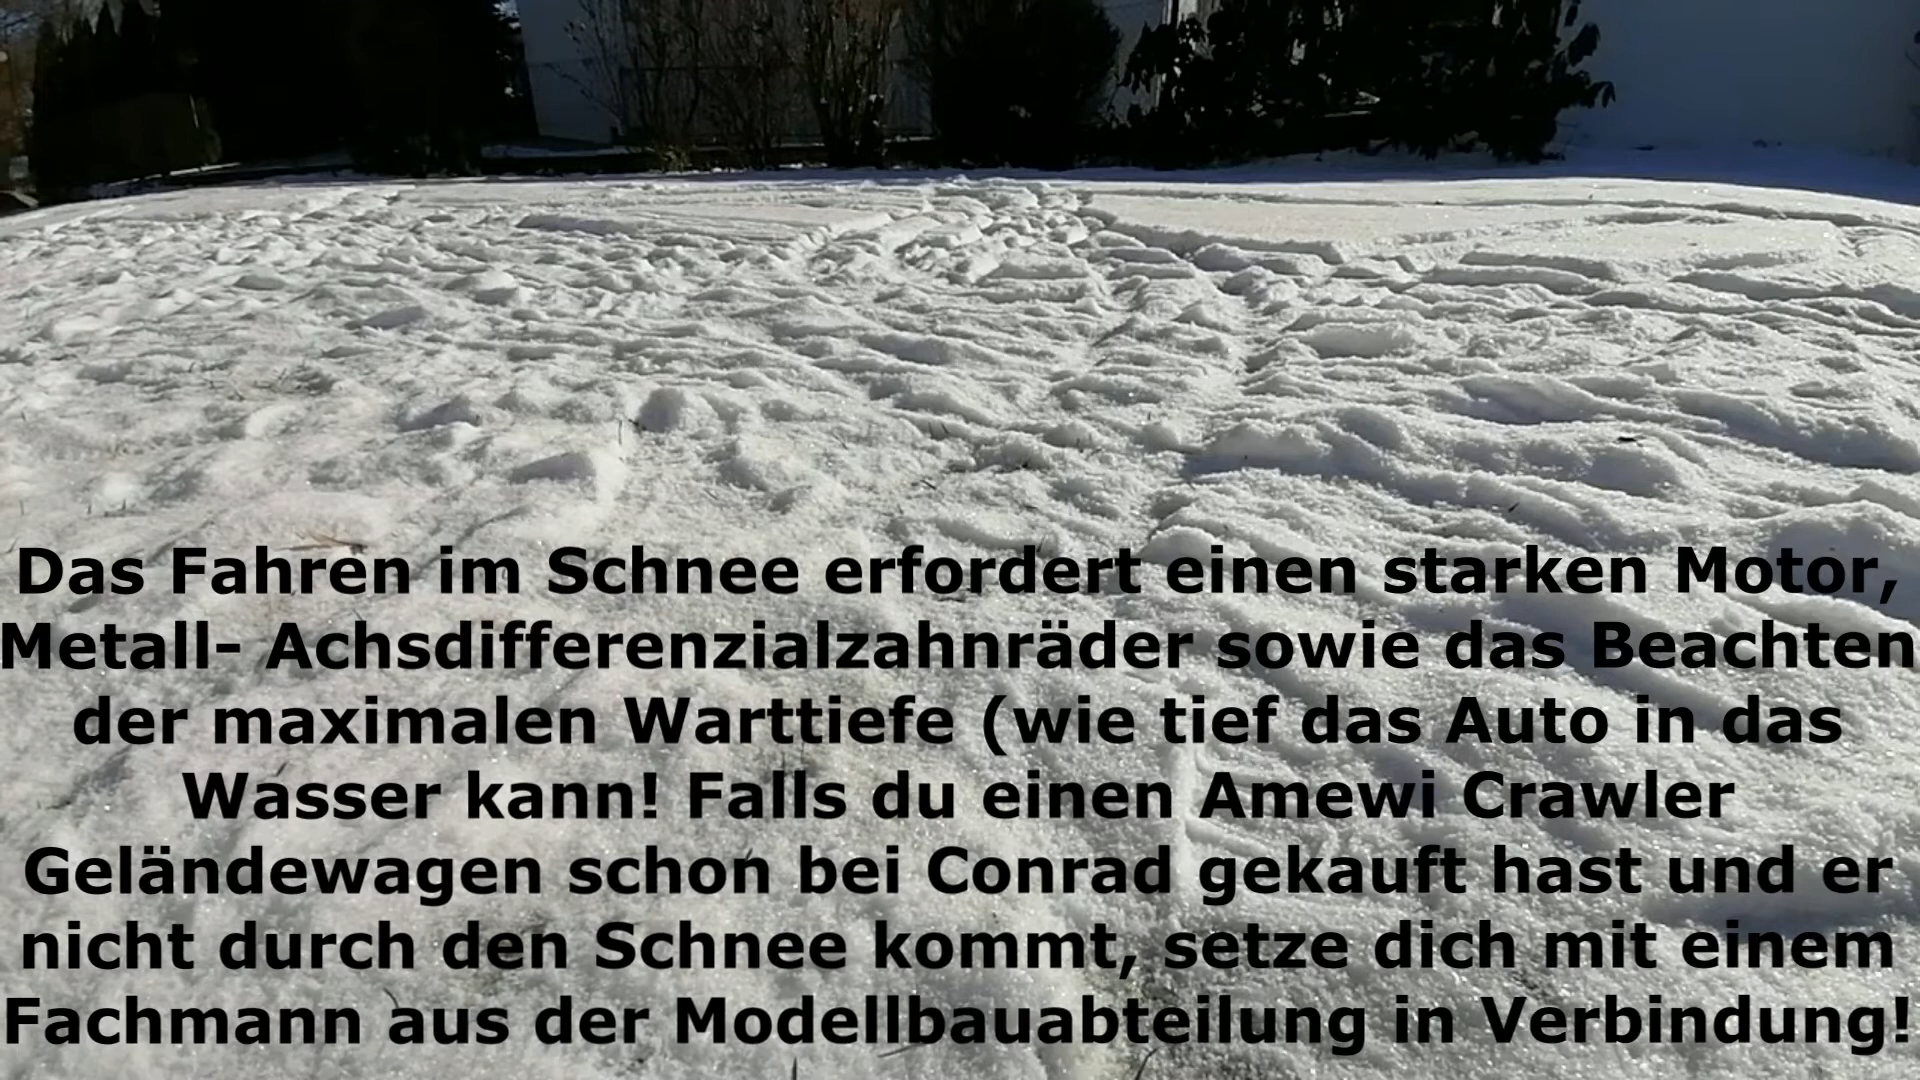 Das Fahren im Schnee erfordert einen starken Motor,
Metall- Achsdifferenzialzahnräder sowie das Beachten
der maximalen Warttiefe (wie tief das Auto in das
Wasser kann! Falls du einen Amewi Crawler
Geländewagen schon bei Conrad gekauft hast und er
nicht durch den Schnee kommt, setze dich mit einem
Fachmann aus der Modellbauabteilung in Verbindung!